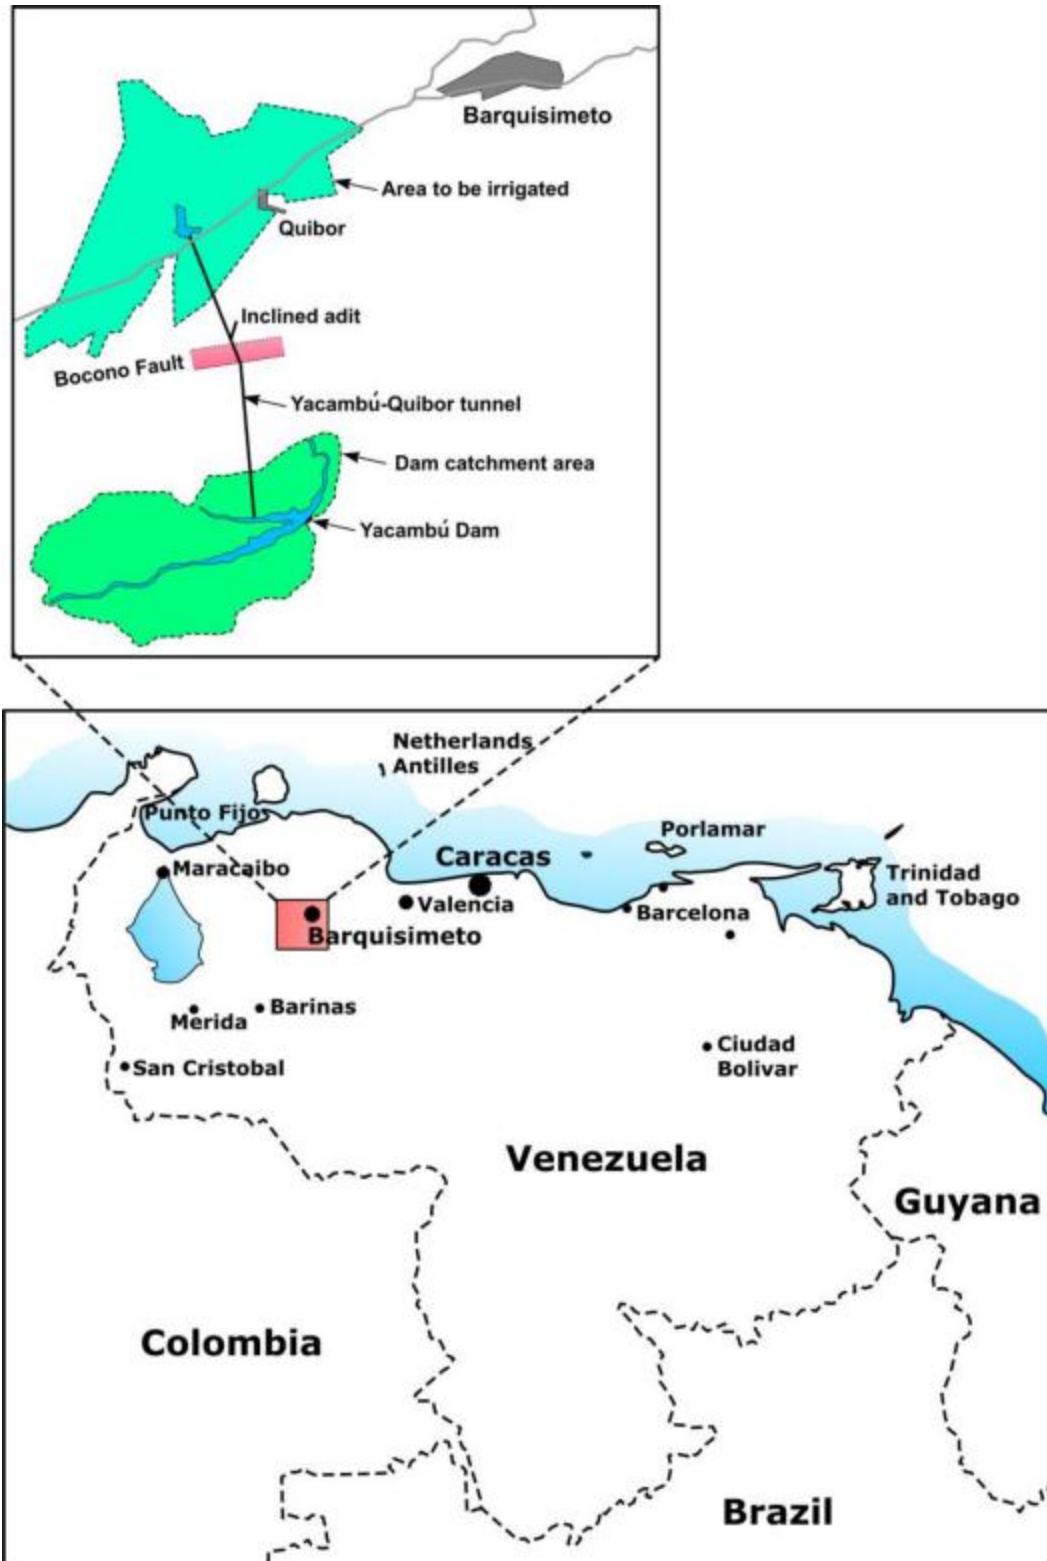 Barquisimeto
Area to be irrigated
Quibor
Inclined adit
Bocono Fault
Yacambú-Quibor tunnel
Dam catchment area
Yacambú Dam
Netherlands
Antilles
Punto Fijo
Porlamar
Maracaibo
Caracas
Trinidad
and Tobago
Valencia
Barcelona
Barquisimeto
Barinas
Merida
Ciudad
Bolivar
San Cristobal
Venezuela
Guyana
Colombia
Brazil